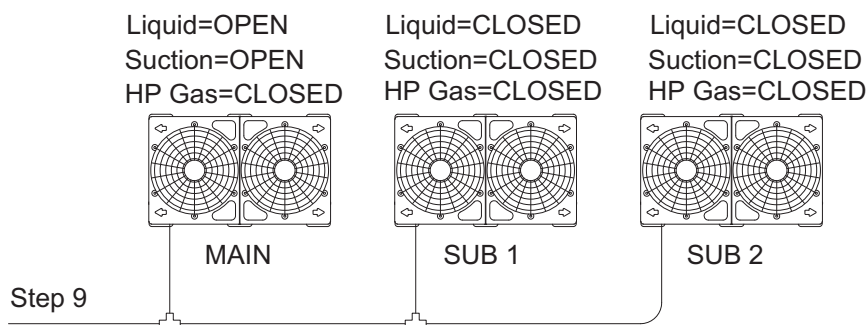 Liquid=OPEN
Suction=OPEN
HP Gas=CLOSED
Liquid=CLOSED
Suction=CLOSED
HP Gas=CLOSED
Liquid=CLOSED
Suction=CLOSED
HP Gas=CLOSED
MAIN
SUB 1
SUB 2
Step 9